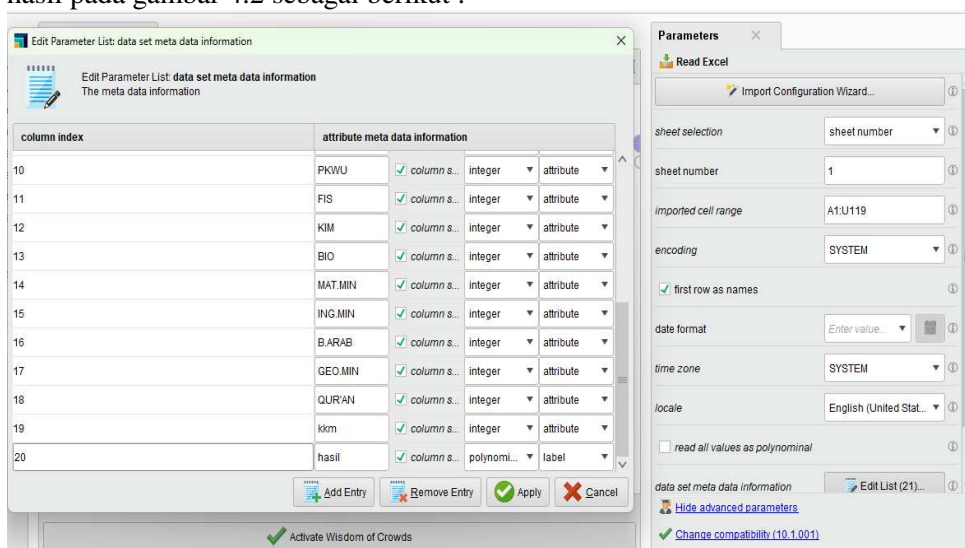 hasil pada gambar 4.2 sebagai berikut :
Edit Parameter List: data set meta data information
Edit Parameter List: data set meta data information
The meta data information
column index attribute meta data information
10 PKWU column s... integer attribute
11 FIS column s... integer attribute
12 KIM column s... integer attribute
13 BIO column s... integer attribute
14 MAT.MIN column s... integer attribute
15 ING.MIN column s... integer attribute
16 B.ARAB column s... integer attribute
17 GEO.MIN column s... integer attribute
18 QUR'AN column s... integer attribute
19 kkm column s... integer attribute
20 hasil column s... polynomi... label
Add Entry Remove Entry Apply Cancel
Activate Wisdom of Crowds
Parameters
Read Excel
Import Configuration Wizard...
sheet selection sheet number
sheet number 1
imported cell range A1:U119
encoding SYSTEM
first row as names
date format Enter value...
time zone SYSTEM
locale English (United Stat...
read all values as polynominal
data set meta data information Edit List (21)...
Hide advanced parameters
Change compatibility (10.1.001)